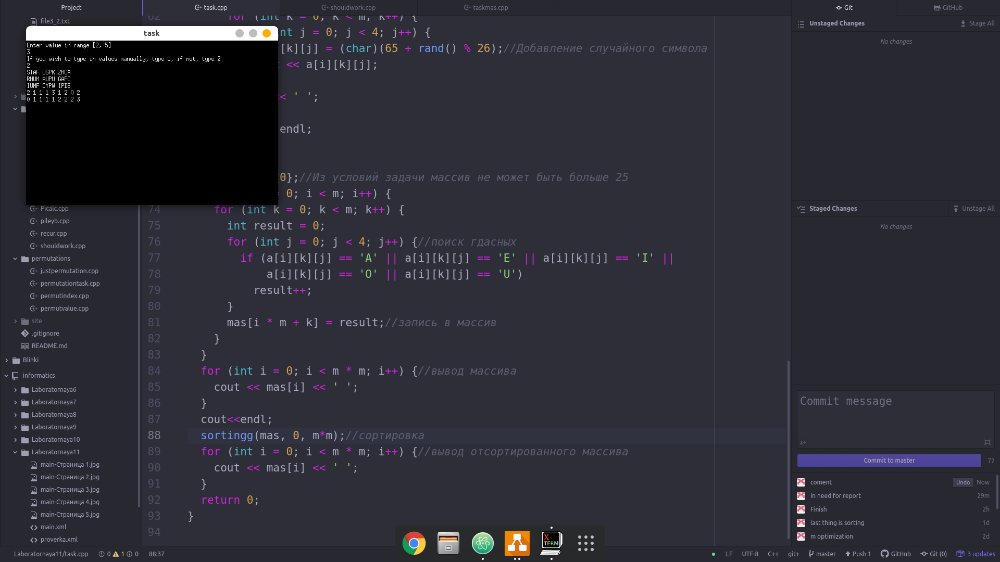 Project
task.cpp
shouldwork.cpp
taskmas.cpp
Git
GitHub
file3_2.txt
task
Enter value in range [2, 5]
3
If you wish to type in values manually, type 1, if not, type 2
2
SIAF USPK ZMCA
RHUM AUPU GAFC
IUMF CYPW IPDE
2 1 1 1 3 1 2 0 2
0 1 1 1 1 2 2 2 3
62 for (int k = 0; k < m; k++) {
int j = 0; j < 4; j++) {
[k][j] = (char)(65 + rand() % 26);//Добавление случайного символа
<< a[i][k][j];
< ' ';
endl;
0};//Из условий задачи массив не может быть больше 25
0; i < m; i++) {
74 for (int k = 0; k < m; k++) {
75 int result = 0;
76 for (int j = 0; j < 4; j++) {//поиск гдасных
77 if (a[i][k][j] == 'A' || a[i][k][j] == 'E' || a[i][k][j] == 'I' ||
78 a[i][k][j] == 'O' || a[i][k][j] == 'U')
79 result++;
80 }
81 mas[i * m + k] = result;//запись в массив
82 }
83 }
84 for (int i = 0; i < m * m; i++) {//вывод массива
85 cout << mas[i] << ' ';
86 }
87 cout<<endl;
88 sortingg(mas, 0, m*m);//сортировка
89 for (int i = 0; i < m * m; i++) {//вывод отсортированного массива
90 cout << mas[i] << ' ';
91 }
92 return 0;
93 }
94
Picalc.cpp
pileyb.cpp
recur.cpp
shouldwork.cpp
permutations
justpermutation.cpp
permutationtask.cpp
permutindex.cpp
permutvalue.cpp
site
.gitignore
README.md
Blinki
informatics
Laboratornaya6
Laboratornaya7
Laboratornaya8
Laboratornaya9
Laboratornaya10
Laboratornaya11
main-Страница 1.jpg
main-Страница 2.jpg
main-Страница 3.jpg
main-Страница 4.jpg
main-Страница 5.jpg
main.xml
proverka.xml
Unstaged Changes
Stage All
No changes
Staged Changes
Unstage All
No changes
Commit message
Commit to master
72
coment
Undo
Now
In need for report
29m
Finish
2h
last thing is sorting
1d
m optimization
2d
X
TERM
Laboratornaya11/task.cpp
0
1
0
88:37
LF
UTF-8
C++
git+
master
Push 1
GitHub
Git (0)
3 updates